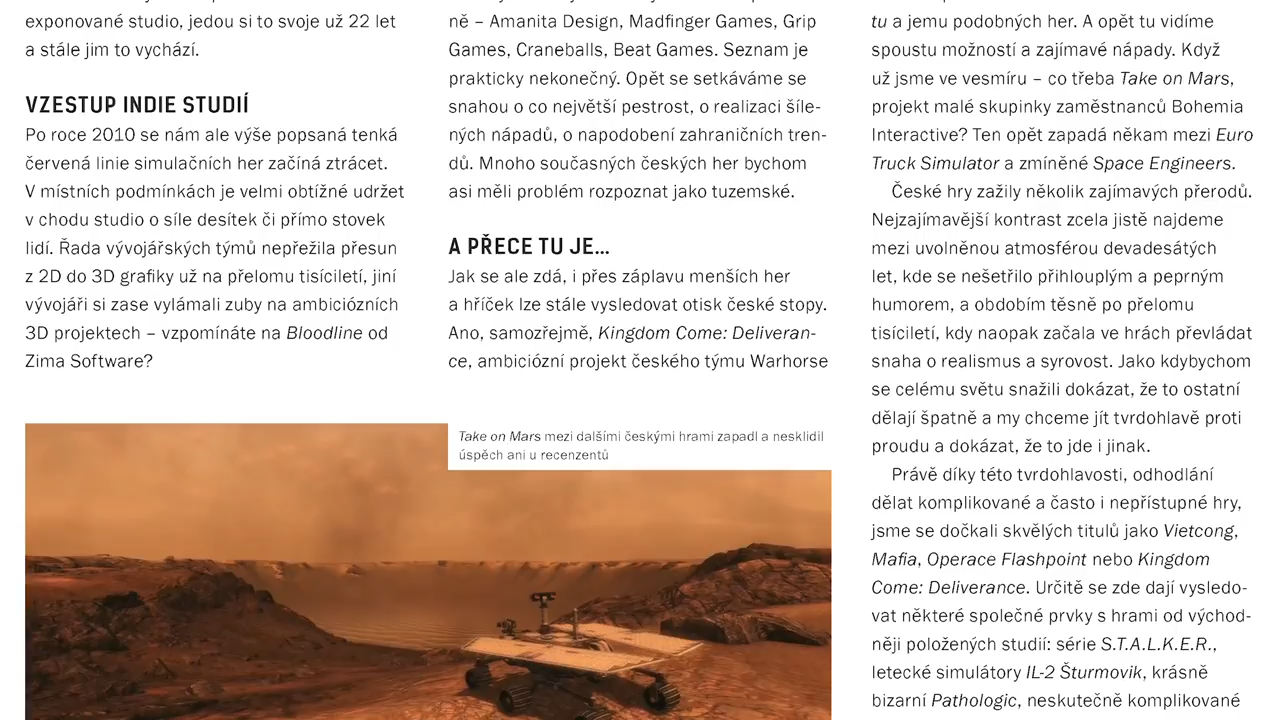 exponované studio, jedou si to svoje už 22 let
a stále jim to vychází.
VZESTUP INDIE STUDIÍ
Po roce 2010 se nám ale výše popsaná tenká
červená linie simulačních her začíná ztrácet.
V místních podmínkách je velmi obtížné udržet
v chodu studio o síle desítek či přímo stovek
lidí. Řada vývojářských týmů nepřežila přesun
z 2D do 3D grafiky už na přelomu tisíciletí, jiní
vývojáři si zase vylámali zuby na ambiciózních
3D projektech – vzpomínáte na Bloodline od
Zima Software?
ně – Amanita Design, Madfinger Games, Grip
Games, Craneballs, Beat Games. Seznam je
prakticky nekonečný. Opět se setkáváme se
snahou o co největší pestrost, o realizaci šíle-
ných nápadů, o napodobení zahraničních tren-
dů. Mnoho současných českých her bychom
asi měli problém rozpoznat jako tuzemské.
A PŘECE TU JE…
Jak se ale zdá, i přes záplavu menších her
a hříček lze stále vysledovat otisk české stopy.
Ano, samozřejmě, Kingdom Come: Deliveran-
ce, ambiciózní projekt českého týmu Warhorse
Take on Mars mezi dalšími českými hrami zapadl a nesklidil
úspěch ani u recenzentů
tu a jemu podobných her. A opět tu vidíme
spoustu možností a zajímavé nápady. Když
už jsme ve vesmíru – co třeba Take on Mars,
projekt malé skupinky zaměstnanců Bohemia
Interactive? Ten opět zapadá někam mezi Euro
Truck Simulator a zmíněné Space Engineers.
České hry zažily několik zajímavých přerodů.
Nejzajímavější kontrast zcela jistě najdeme
mezi uvolněnou atmosférou devadesátých
let, kde se nešetřilo přihlouplým a peprným
humorem, a obdobím těsně po přelomu
tisíciletí, kdy naopak začala ve hrách převládat
snaha o realismus a syrovost. Jako kdybychom
se celému světu snažili dokázat, že to ostatní
dělají špatně a my chceme jít tvrdohlavě proti
proudu a dokázat, že to jde i jinak.
Právě díky této tvrdohlavosti, odhodlání
dělat komplikované a často i nepřístupné hry,
jsme se dočkali skvělých titulů jako Vietcong,
Mafia, Operace Flashpoint nebo Kingdom
Come: Deliverance. Určitě se zde dají vysledo-
vat některé společné prvky s hrami od východ-
něji položených studií: série S.T.A.L.K.E.R.,
letecké simulátory IL-2 Šturmovik, krásně
bizarní Pathologic, neskutečně komplikované